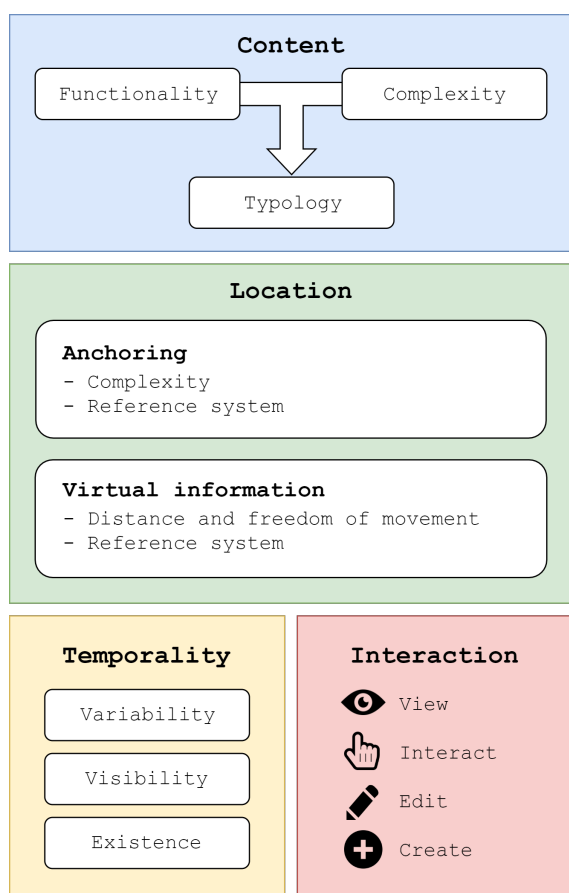 Content
Functionality
Complexity
Typology
Location
Anchoring
- Complexity
- Reference system
Virtual information
- Distance and freedom of movement
- Reference system
Temporality
Variability
Visibility
Existence
Interaction
View
Interact
Edit
Create